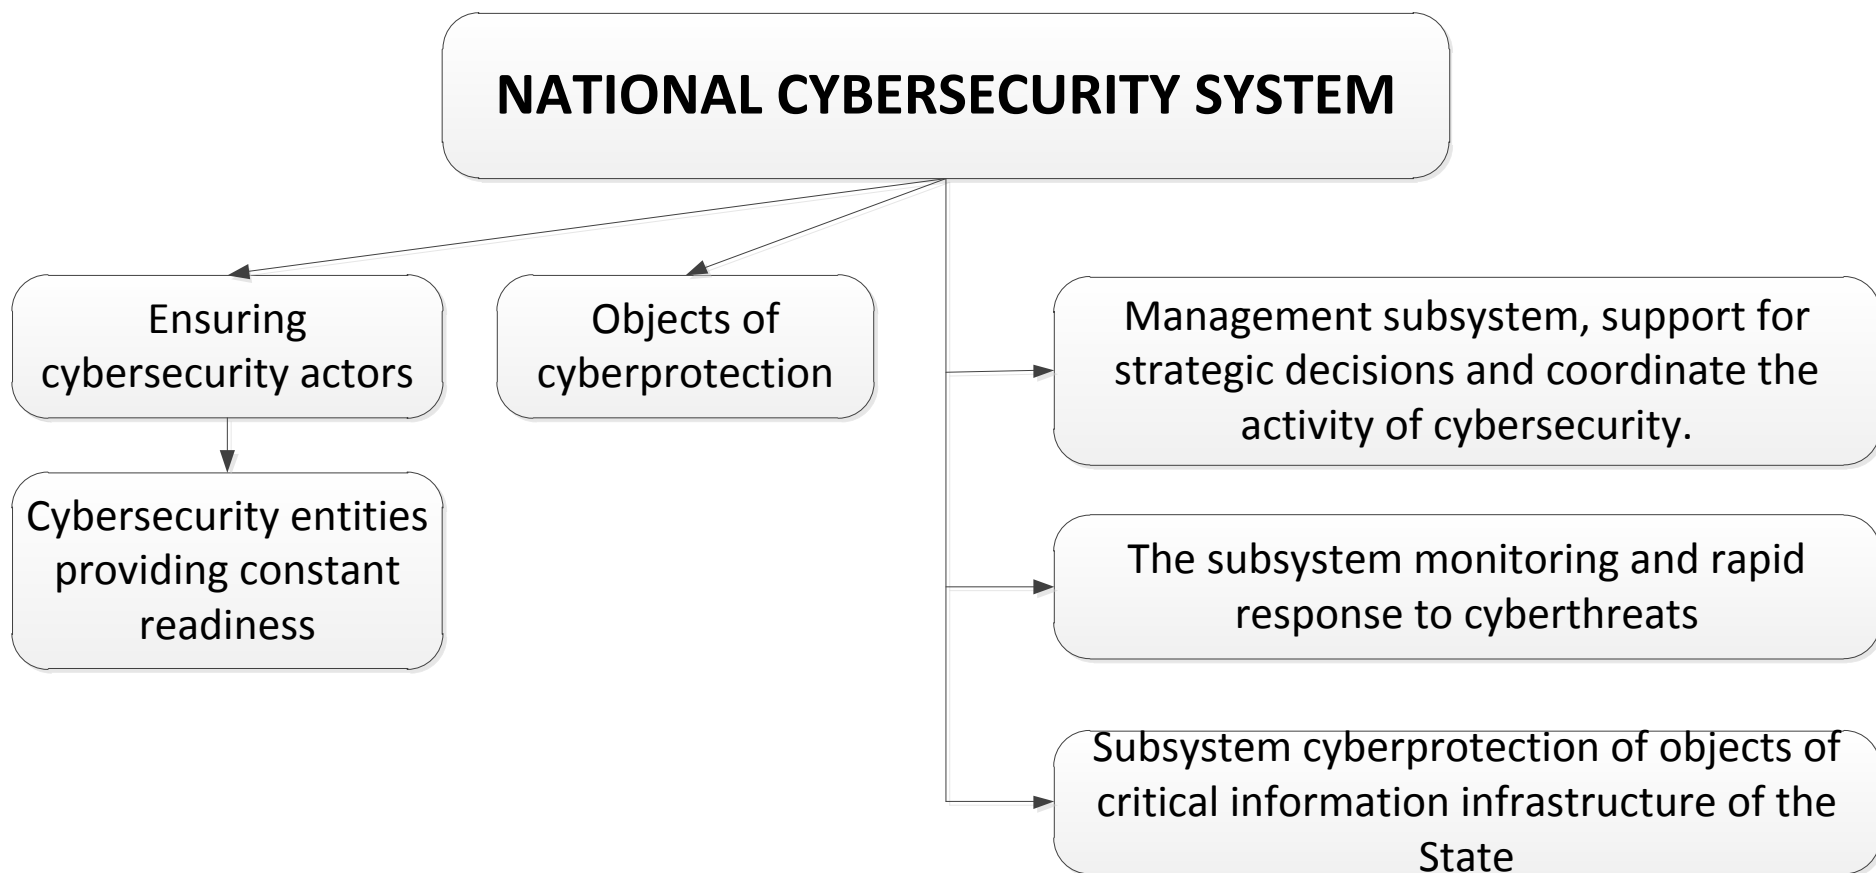 NATIONAL CYBERSECURITY SYSTEM
Ensuring
cybersecurity actors
Cybersecurity entities
providing constant
readiness
Objects of
cyberprotection
Management subsystem, support for
strategic decisions and coordinate the
activity of cybersecurity.
The subsystem monitoring and rapid
response to cyberthreats
Subsystem cyberprotection of objects of
critical information infrastructure of the
State